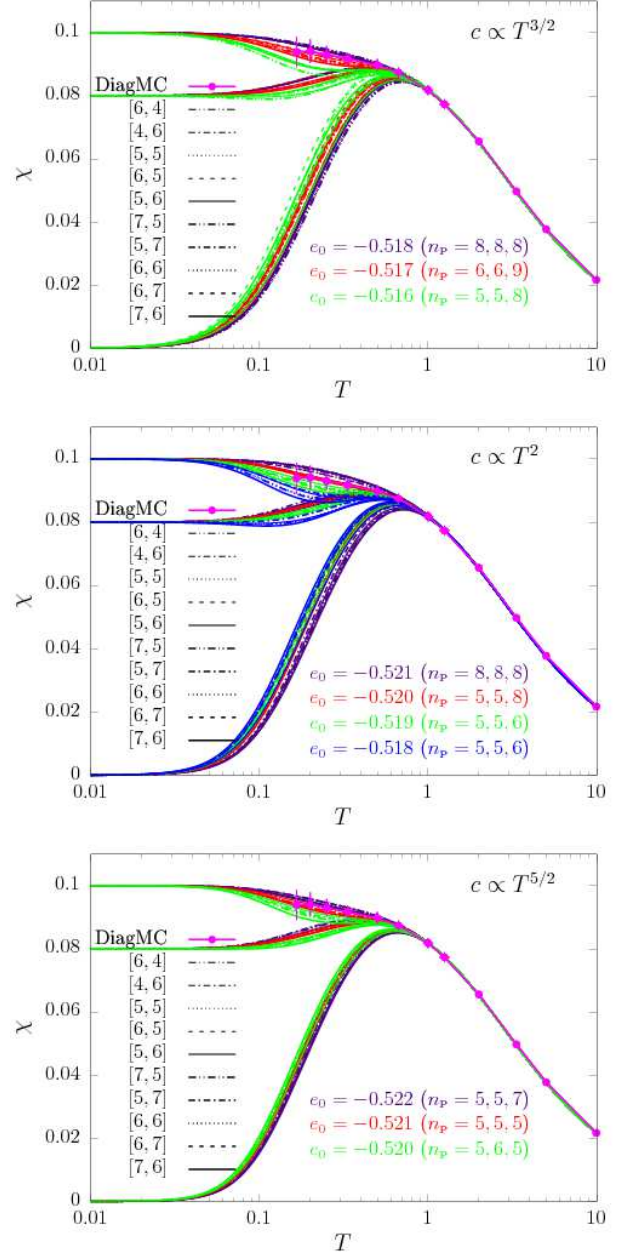 0.1
0.08
0.06
0.04
0.02
0
χ
c ∝ T^{3/2}
DiagMC
[6, 4]
[4, 6]
[5, 5]
[6, 5]
[5, 6]
[7, 5]
[5, 7]
[6, 6]
[6, 7]
[7, 6]
e₀ = −0.518 (n_P = 8, 8, 8)
e₀ = −0.517 (n_P = 6, 6, 9)
e₀ = −0.516 (n_P = 5, 5, 8)
0.01 0.1 1 10
T
0.1
0.08
0.06
0.04
0.02
0
χ
c ∝ T^2
DiagMC
[6, 4]
[4, 6]
[5, 5]
[6, 5]
[5, 6]
[7, 5]
[5, 7]
[6, 6]
[6, 7]
[7, 6]
e₀ = −0.521 (n_P = 8, 8, 8)
e₀ = −0.520 (n_P = 5, 5, 8)
e₀ = −0.519 (n_P = 5, 5, 6)
e₀ = −0.518 (n_P = 5, 5, 6)
0.01 0.1 1 10
T
0.1
0.08
0.06
0.04
0.02
0
χ
c ∝ T^{5/2}
DiagMC
[6, 4]
[4, 6]
[5, 5]
[6, 5]
[5, 6]
[7, 5]
[5, 7]
[6, 6]
[6, 7]
[7, 6]
e₀ = −0.522 (n_P = 5, 5, 7)
e₀ = −0.521 (n_P = 5, 5, 5)
e₀ = −0.520 (n_P = 5, 6, 5)
0.01 0.1 1 10
T